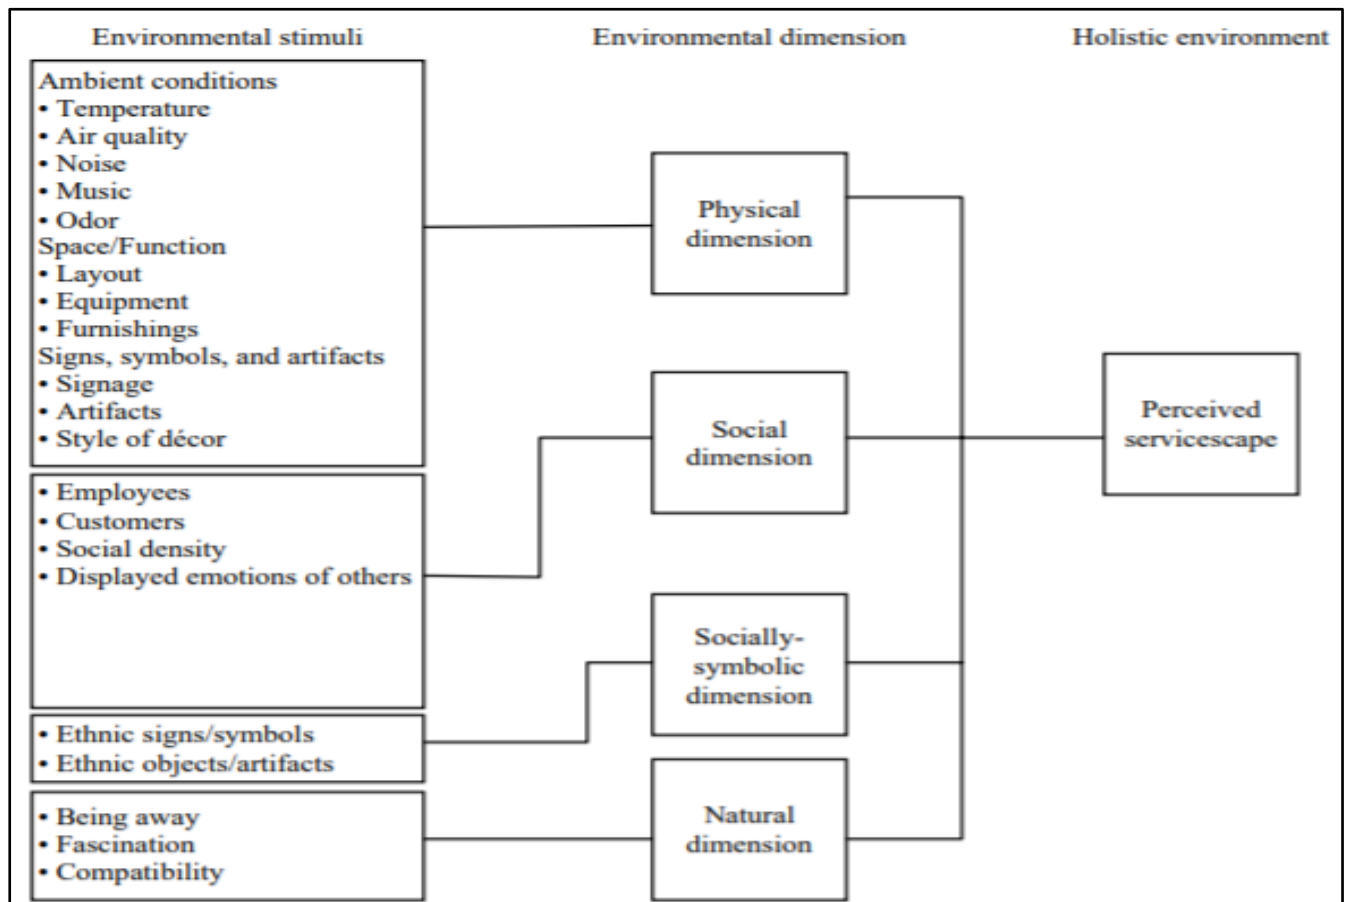 Environmental stimuli
Environmental dimension
Holistic environment
Ambient conditions
• Temperature
• Air quality
• Noise
• Music
• Odor
Space/Function
• Layout
• Equipment
• Furnishings
Signs, symbols, and artifacts
• Signage
• Artifacts
• Style of décor
• Employees
• Customers
• Social density
• Displayed emotions of others
• Ethnic signs/symbols
• Ethnic objects/artifacts
• Being away
• Fascination
• Compatibility
Physical
dimension
Social
dimension
Socially-
symbolic
dimension
Natural
dimension
Perceived
servicescape